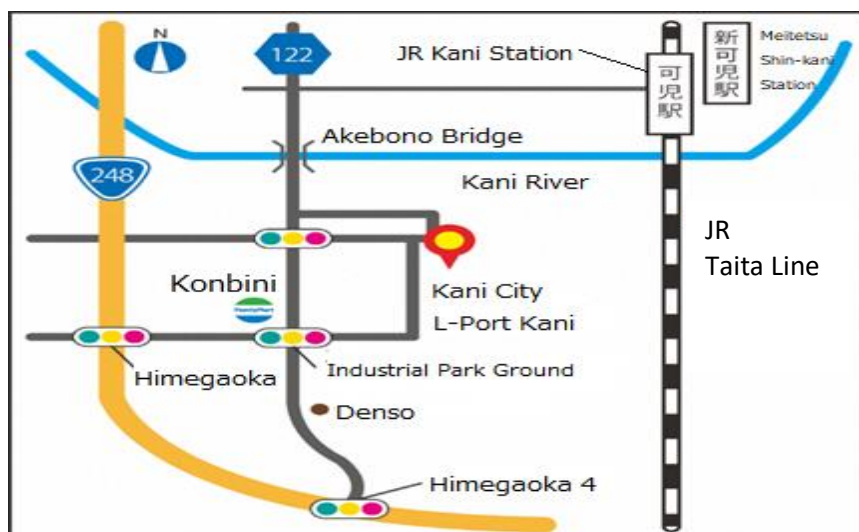 N
122
JR Kani Station
可児駅
新可児駅
Meitetsu
Shin-kani
Station
Akebono Bridge
248
Kani River
JR
Taita Line
Konbini
FamilyMart
Kani City
L-Port Kani
Himegaoka
Industrial Park Ground
Denso
Himegaoka 4